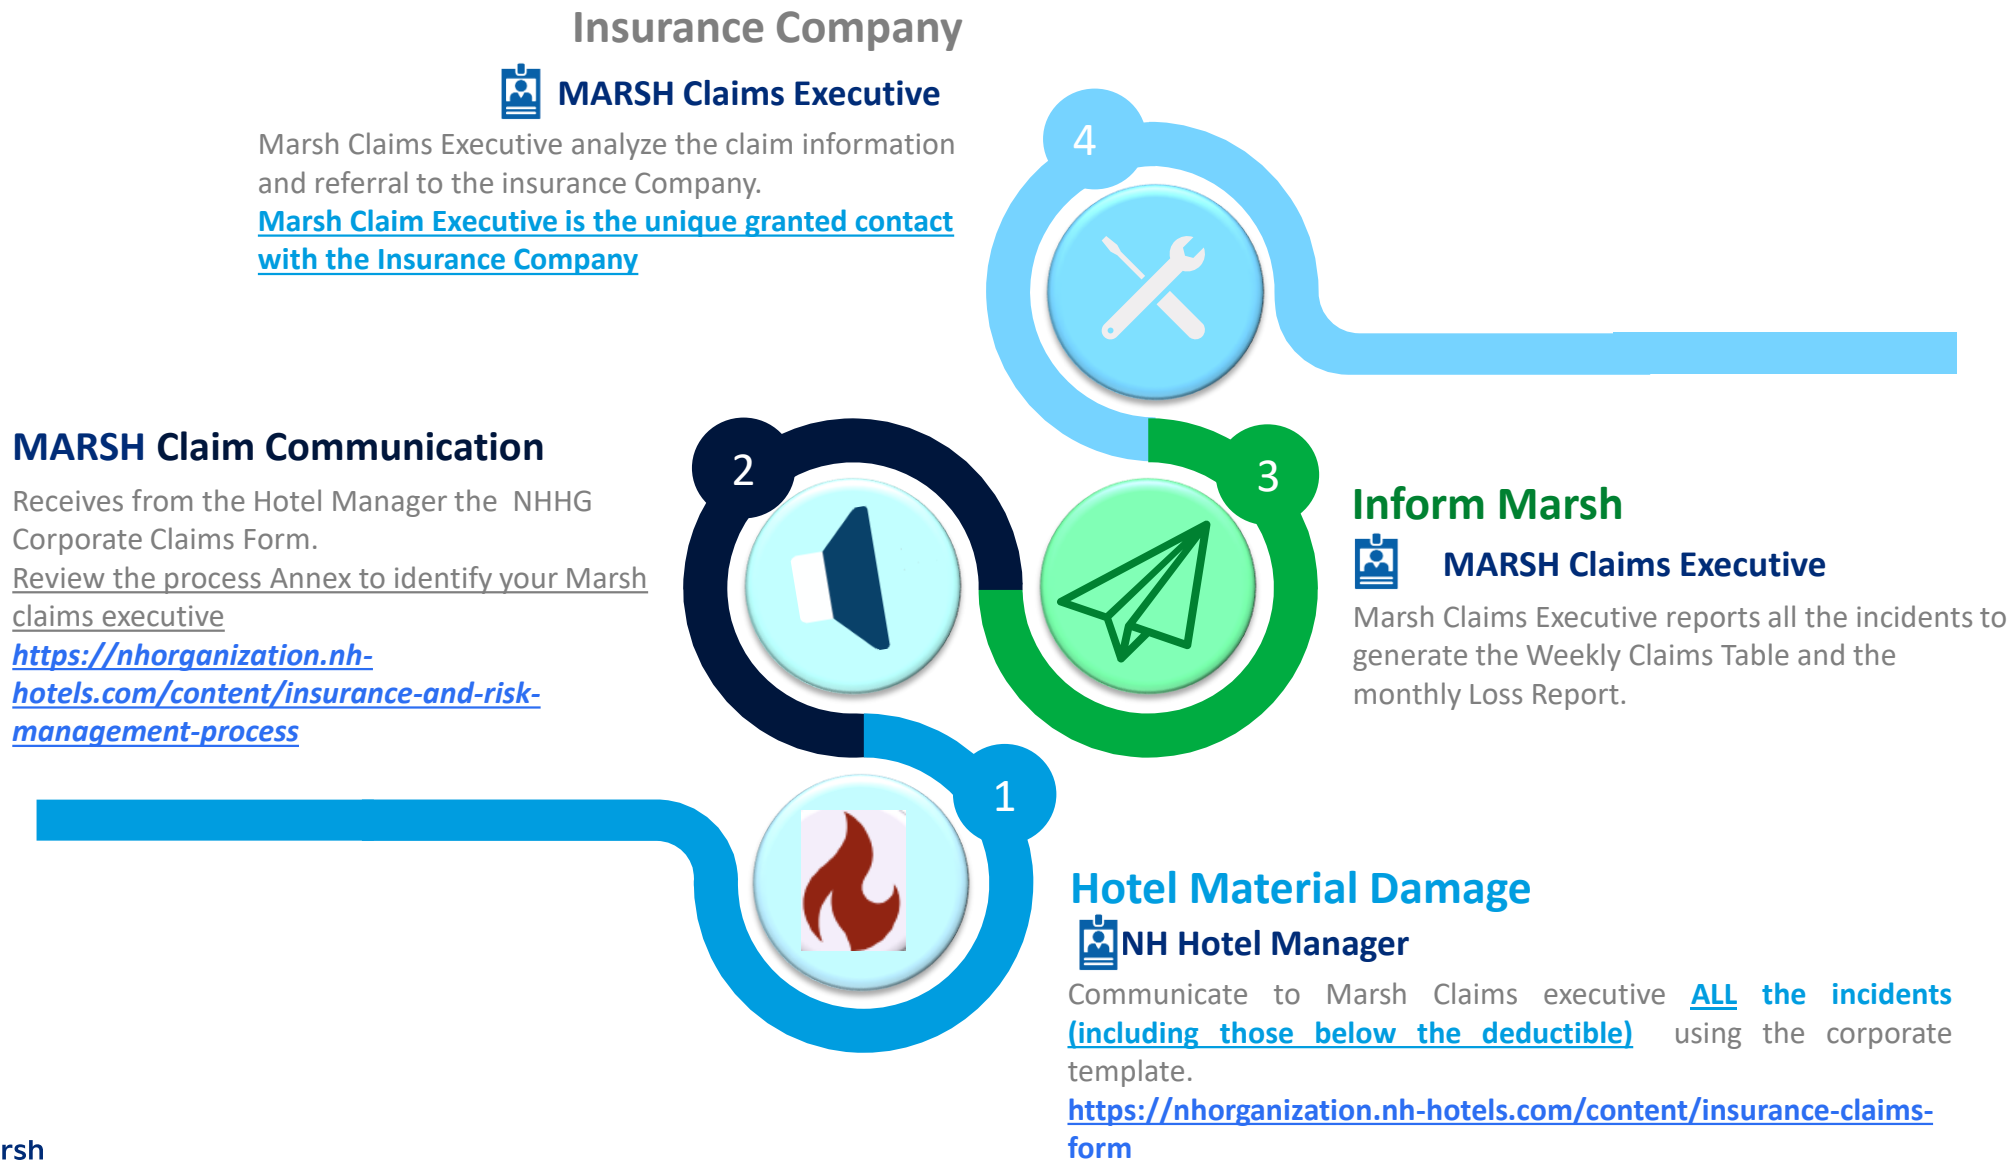 Insurance Company
MARSH Claims Executive
Marsh Claims Executive analyze the claim information
and referral to the insurance Company.
Marsh Claim Executive is the unique granted contact
with the Insurance Company
4
MARSH Claim Communication
Receives from the Hotel Manager the NHHG
Corporate Claims Form.
Review the process Annex to identify your Marsh
claims executive
https://nhorganization.nh-
hotels.com/content/insurance-and-risk-
management-process
2
3
Inform Marsh
MARSH Claims Executive
Marsh Claims Executive reports all the incidents to
generate the Weekly Claims Table and the
monthly Loss Report.
1
Hotel Material Damage
NH Hotel Manager
Communicate to Marsh Claims executive ALL the incidents
(including those below the deductible) using the corporate
template.
https://nhorganization.nh-hotels.com/content/insurance-claims-
form
rsh